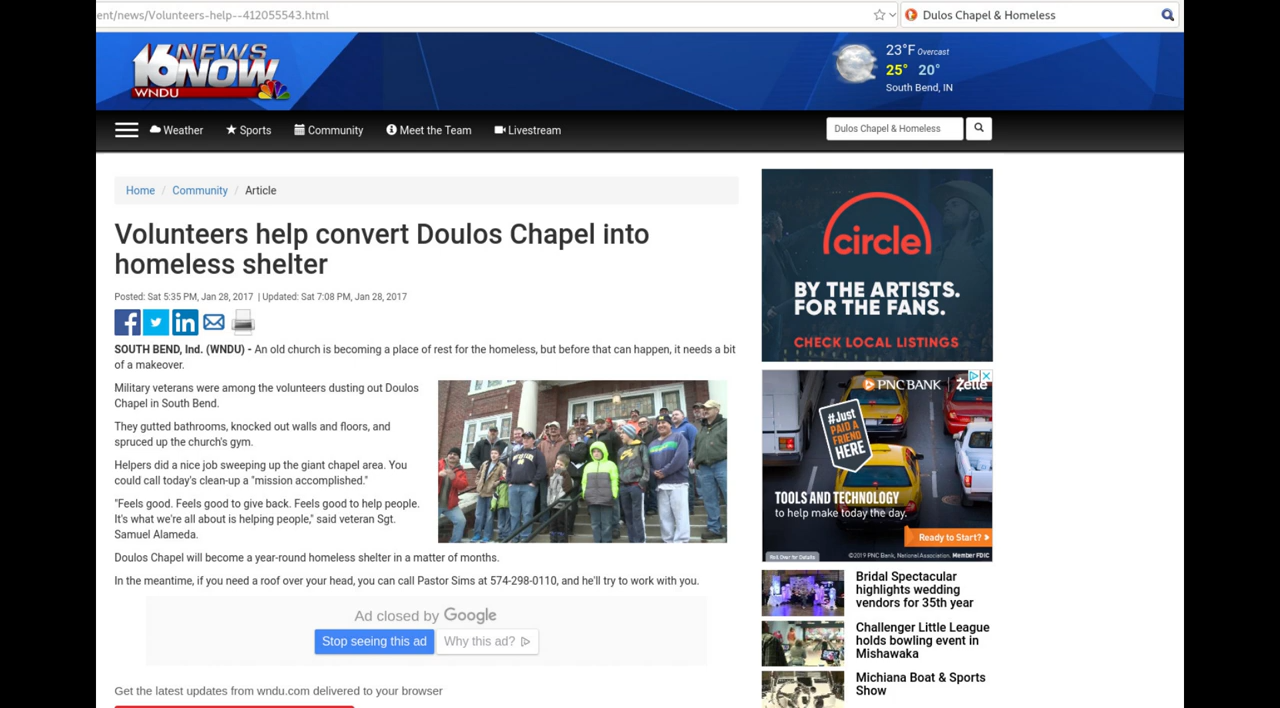 ent/news/Volunteers-help--412055543.html
Dulos Chapel & Homeless
16 NEWS NOW
WNDU
23°F Overcast
25° 20°
South Bend, IN
Weather
Sports
Community
Meet the Team
Livestream
Dulos Chapel & Homeless
Home / Community / Article
Volunteers help convert Doulos Chapel into
homeless shelter
Posted: Sat 5:35 PM, Jan 28, 2017 | Updated: Sat 7:08 PM, Jan 28, 2017
SOUTH BEND, Ind. (WNDU) - An old church is becoming a place of rest for the homeless, but before that can happen, it needs a bit
of a makeover.
Military veterans were among the volunteers dusting out Doulos
Chapel in South Bend.
They gutted bathrooms, knocked out walls and floors, and
spruced up the church's gym.
Helpers did a nice job sweeping up the giant chapel area. You
could call today's clean-up a "mission accomplished."
"Feels good. Feels good to give back. Feels good to help people.
It's what we're all about is helping people," said veteran Sgt.
Samuel Alameda.
Doulos Chapel will become a year-round homeless shelter in a matter of months.
In the meantime, if you need a roof over your head, you can call Pastor Sims at 574-298-0110, and he'll try to work with you.
Ad closed by Google
Stop seeing this ad
Why this ad?
Get the latest updates from wndu.com delivered to your browser
circle
BY THE ARTISTS.
FOR THE FANS.
CHECK LOCAL LISTINGS
PNC BANK Zelle
#Just
PAID A
FRIEND
HERE
TOOLS AND TECHNOLOGY
to help make today the day.
Ready to Start?
Roll Over for Details
©2019 PNC Bank, National Association. Member FDIC
Bridal Spectacular
highlights wedding
vendors for 35th year
Challenger Little League
holds bowling event in
Mishawaka
Michiana Boat & Sports
Show